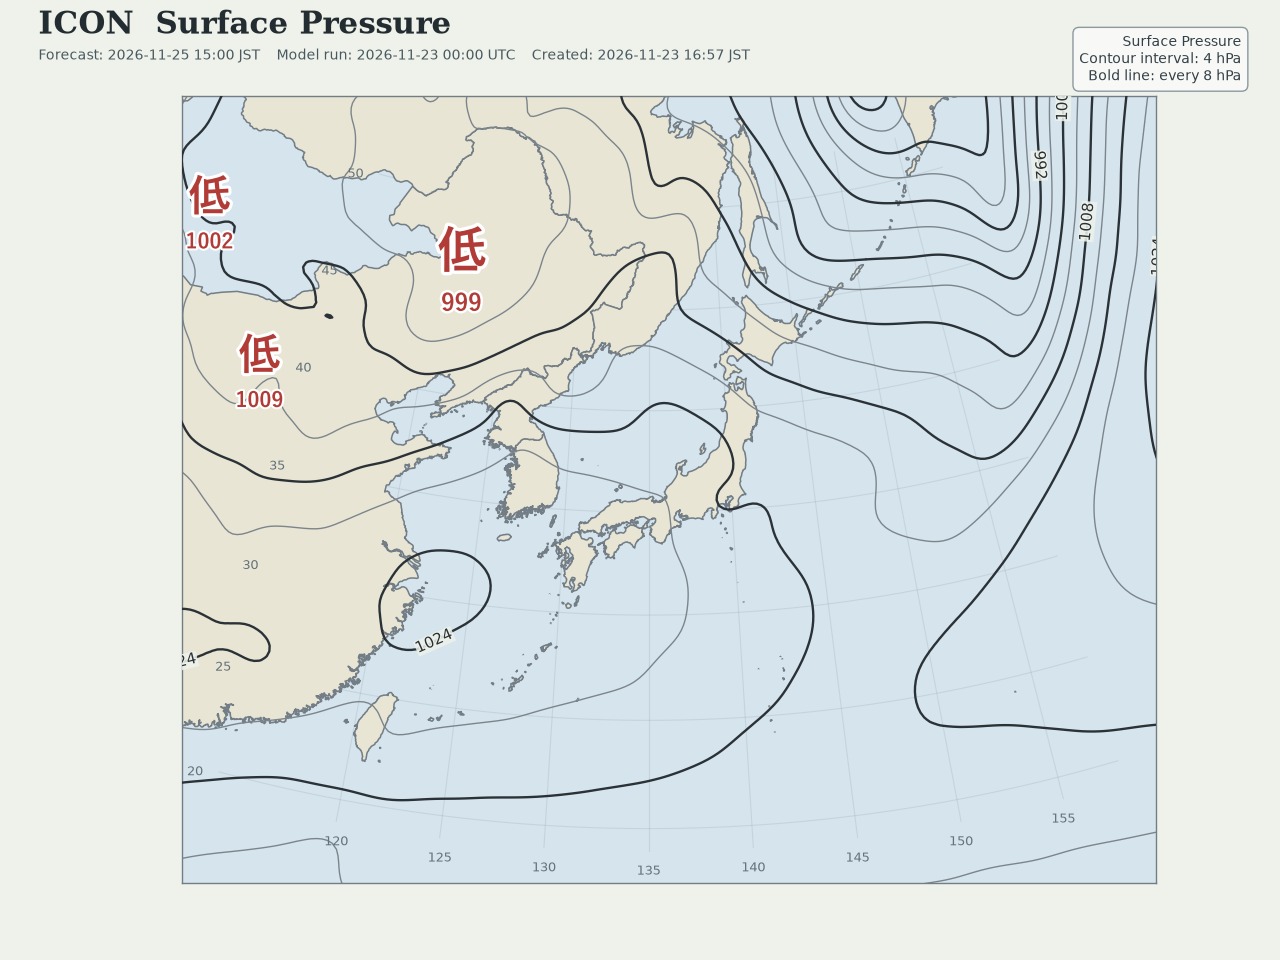 ICON  Surface Pressure
Forecast: 2026-11-25 15:00 JST    Model run: 2026-11-23 00:00 UTC    Created: 2026-11-23 16:57 JST
Surface Pressure
Contour interval: 4 hPa
Bold line: every 8 hPa
992
50
低
1002
1008
低
999
45
低
1009
40
35
30
1024
24
25
20
120
125
130
135
140
145
150
155